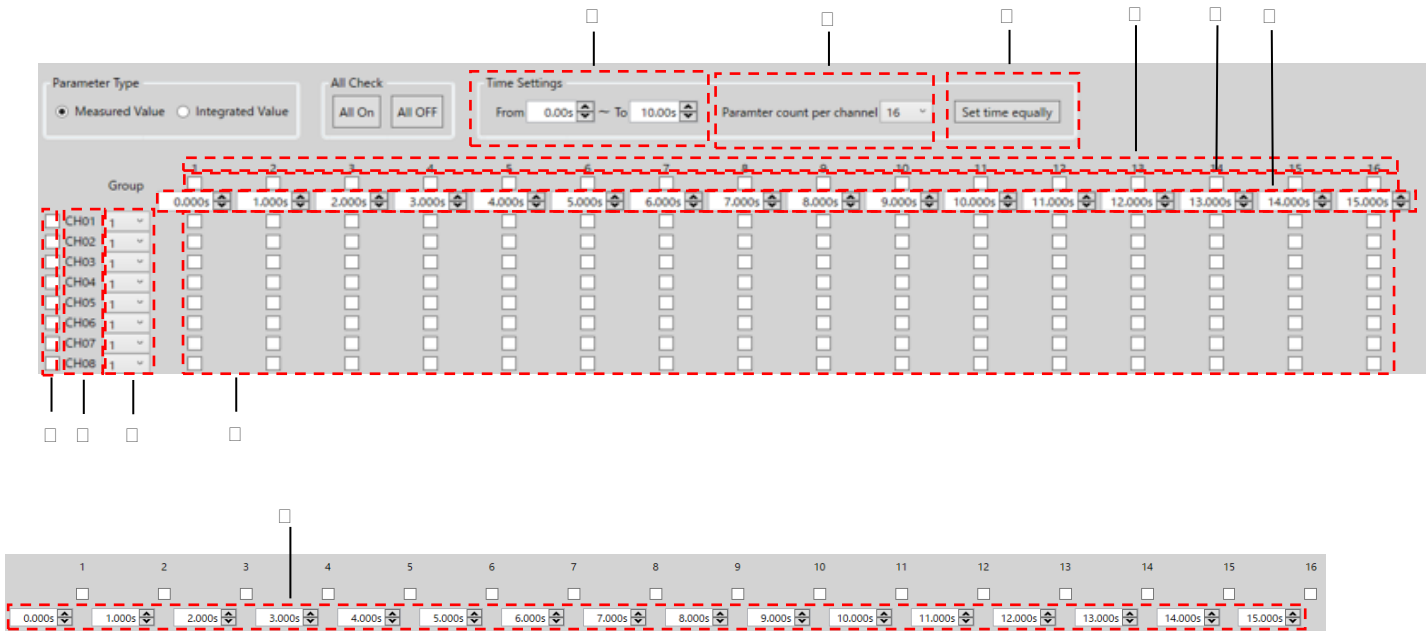 Parameter Type All Check Time Settings
Measured Value Integrated Value All On All OFF From 0.00s ~ To 10.00s Paramter count per channel 16 Set time equally
1 2 3 4 5 6 7 8 9 10 11 12 13 14 15 16
Group
0.000s 1.000s 2.000s 3.000s 4.000s 5.000s 6.000s 7.000s 8.000s 9.000s 10.000s 11.000s 12.000s 13.000s 14.000s 15.000s
CH01 1
CH02 1
CH03 1
CH04 1
CH05 1
CH06 1
CH07 1
CH08 1
1 2 3 4 5 6 7 8 9 10 11 12 13 14 15 16
0.000s 1.000s 2.000s 3.000s 4.000s 5.000s 6.000s 7.000s 8.000s 9.000s 10.000s 11.000s 12.000s 13.000s 14.000s 15.000s